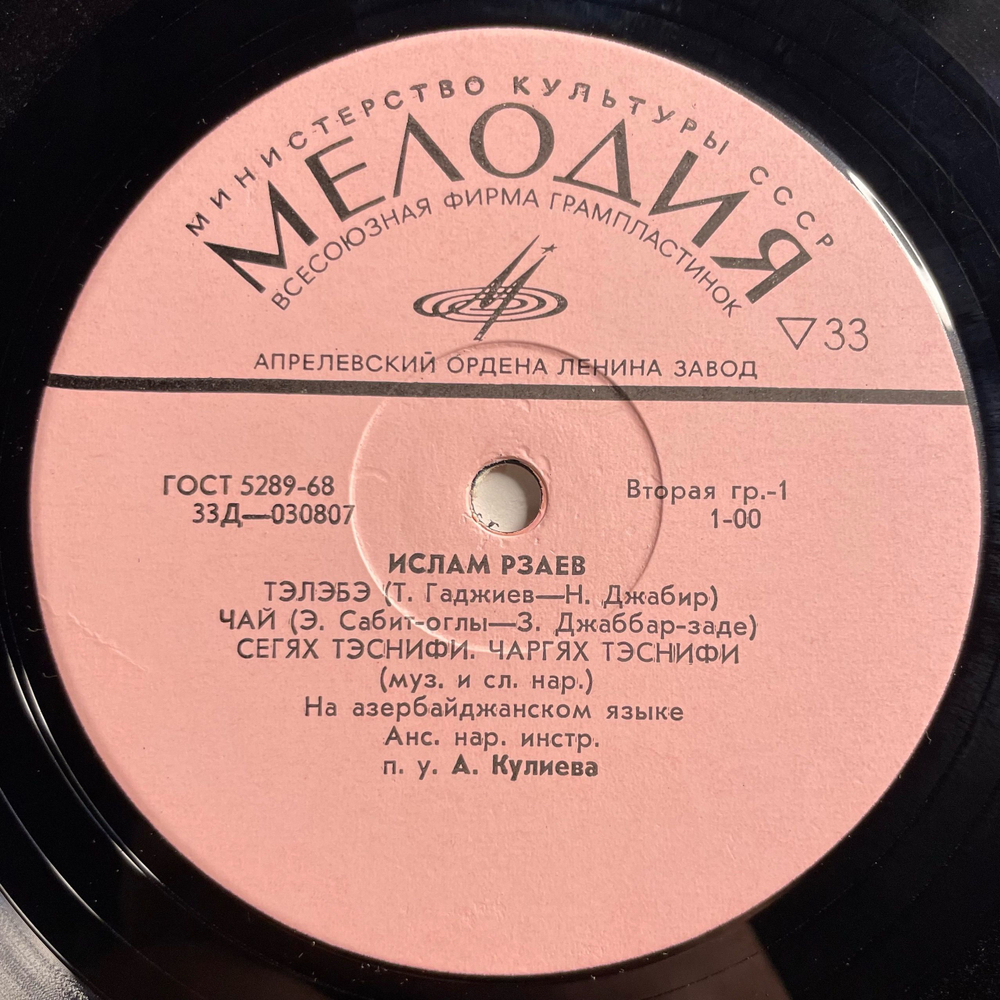 МИНИСТЕРСТВО КУЛЬТУРЫ СССР
МЕЛОДИЯ
ВСЕСОЮЗНАЯ ФИРМА ГРАМПЛАСТИНОК
▽33
АПРЕЛЕВСКИЙ ОРДЕНА ЛЕНИНА ЗАВОД
ГОСТ 5289-68 Вторая гр.-1
33Д—030807 1-00
ИСЛАМ РЗАЕВ
ТЭЛЭБЭ (Т. Гаджиев—Н. Джабир)
ЧАЙ (Э. Сабит-оглы—З. Джаббар-заде)
СЕГЯХ ТЭСНИФИ. ЧАРГЯХ ТЭСНИФИ
(муз. и сл. нар.)
На азербайджанском языке
Анс. нар. инстр.
п. у. А. Кулиева